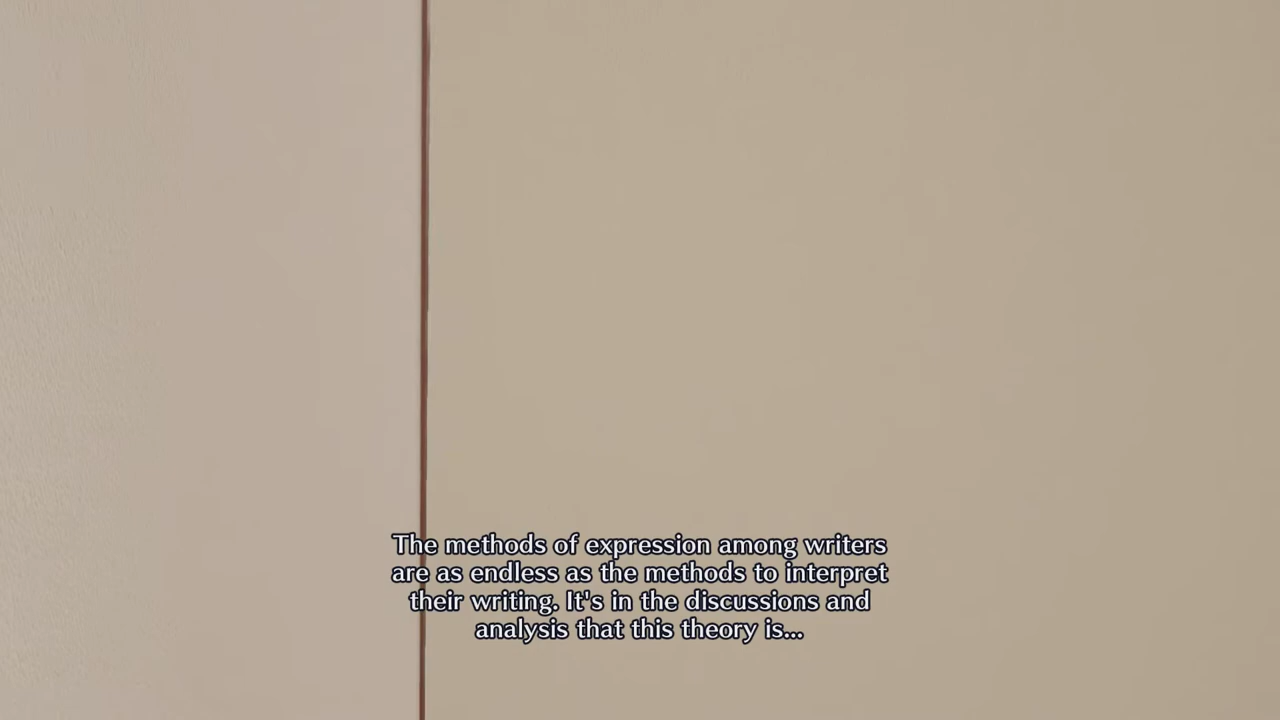 The methods of expression among writers
are as endless as the methods to interpret
their writing. It's in the discussions and
analysis that this theory is...